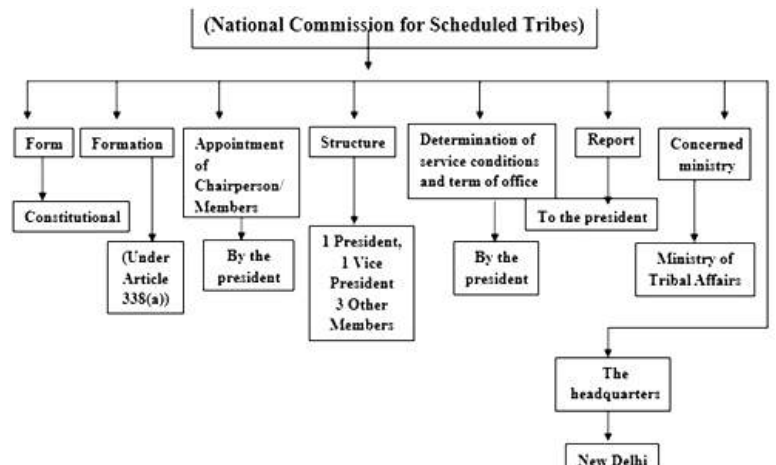 (National Commission for Scheduled Tribes)
Form
Constitutional
Formation
(Under
Article
338(a))
Appointment
of
Chairperson/
Members
By the
president
Structure
1 President,
1 Vice
President
3 Other
Members
Determination of
service conditions
and term of office
By the
president
Report
To the president
Concerned
ministry
Ministry of
Tribal Affairs
The
headquarters
New Delhi